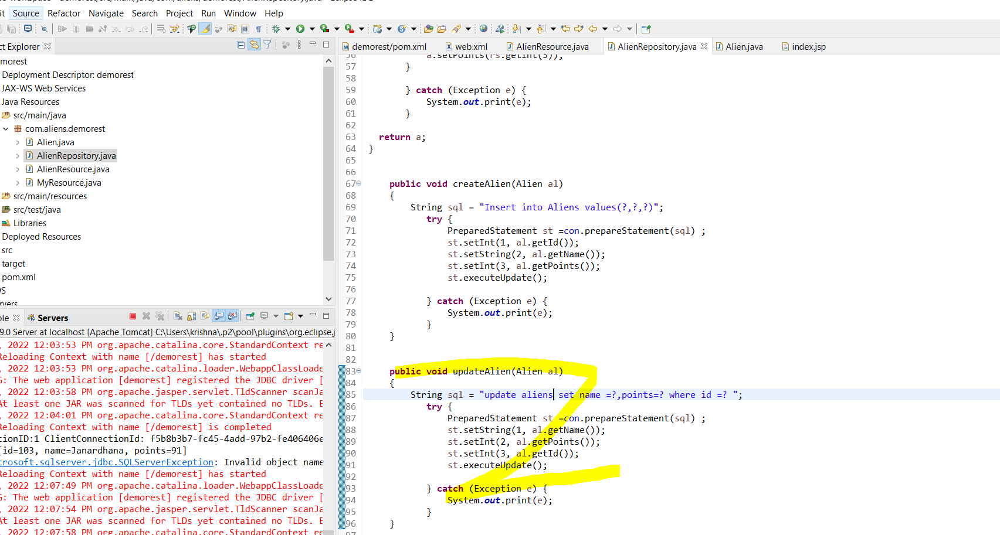 Source Refactor Navigate Search Project Run Window Help
ct Explorer
demorest/pom.xml web.xml AlienResource.java AlienRepository.java Alien.java index.jsp
morest
Deployment Descriptor: demorest
JAX-WS Web Services
Java Resources
src/main/java
com.aliens.demorest
Alien.java
AlienRepository.java
AlienResource.java
MyResource.java
src/main/resources
src/test/java
Libraries
Deployed Resources
src
target
pom.xml
Servers
9.0 Server at localhost [Apache Tomcat] C:\Users\krishna\.p2\pool\plugins\org.eclipse.j
, 2022 12:03:53 PM org.apache.catalina.core.StandardContext re
Reloading Context with name [/demorest] has started
, 2022 12:03:53 PM org.apache.catalina.loader.WebappClassLoade
G: The web application [demorest] registered the JDBC driver [
, 2022 12:03:58 PM org.apache.jasper.servlet.TldScanner scanJa
At least one JAR was scanned for TLDs yet contained no TLDs. E
, 2022 12:04:01 PM org.apache.catalina.core.StandardContext re
Reloading Context with name [/demorest] is completed
tionID:1 ClientConnectionId: f5b8b3b7-fc45-4add-97b2-fe406406e
[id=103, name=Janardhana, points=91]
crosoft.sqlserver.jdbc.SQLServerException: Invalid object name
Reloading Context with name [/demorest] has started
, 2022 12:07:49 PM org.apache.catalina.loader.WebappClassLoade
G: The web application [demorest] registered the JDBC driver [
, 2022 12:07:54 PM org.apache.jasper.servlet.TldScanner scanJa
At least one JAR was scanned for TLDs yet contained no TLDs. E
, 2022 12:07:58 PM org.apache.catalina.core.StandardContext re
56 a.setPoints(rs.getInt(3));
57 }
58
59 } catch (Exception e) {
60 System.out.print(e);
61 }
62
63 return a;
64 }
65
66
67 public void createAlien(Alien al)
68 {
69 String sql = "Insert into Aliens values(?,?,?)";
70 try {
71 PreparedStatement st =con.prepareStatement(sql) ;
72 st.setInt(1, al.getId());
73 st.setString(2, al.getName());
74 st.setInt(3, al.getPoints());
75 st.executeUpdate();
76
77 } catch (Exception e) {
78 System.out.print(e);
79 }
80 }
81
82
83 public void updateAlien(Alien al)
84 {
85 String sql = "update aliens set name =?,points=? where id =? ";
86 try {
87 PreparedStatement st =con.prepareStatement(sql) ;
88 st.setString(1, al.getName());
89 st.setInt(2, al.getPoints());
90 st.setInt(3, al.getId());
91 st.executeUpdate();
92
93 } catch (Exception e) {
94 System.out.print(e);
95 }
96 }